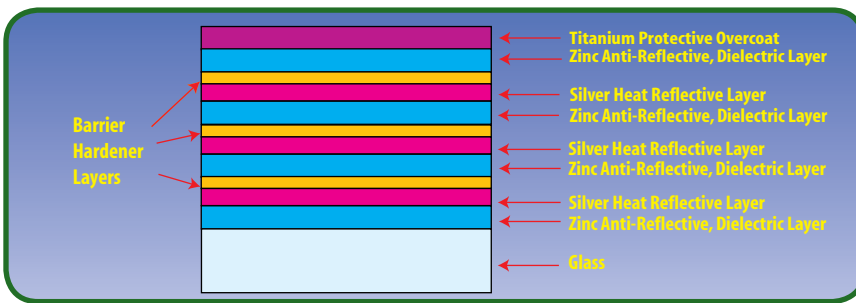 Titanium Protective Overcoat
Zinc Anti-Reflective, Dielectric Layer
Silver Heat Reflective Layer
Zinc Anti-Reflective, Dielectric Layer
Silver Heat Reflective Layer
Zinc Anti-Reflective, Dielectric Layer
Silver Heat Reflective Layer
Zinc Anti-Reflective, Dielectric Layer
Glass
Barrier
Hardener
Layers